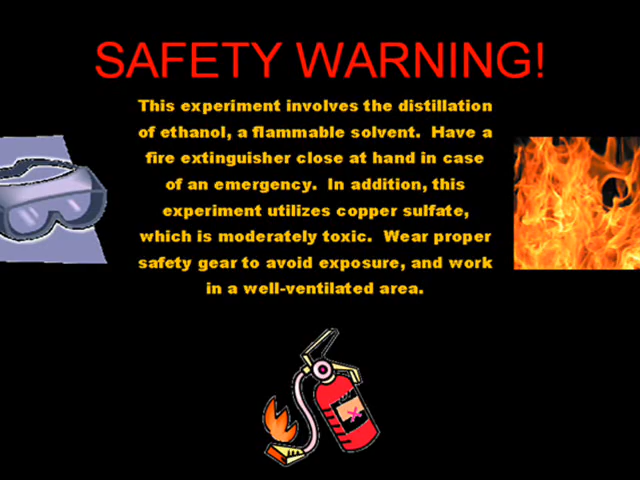 SAFETY WARNING!
This experiment involves the distillation
of ethanol, a flammable solvent.  Have a
fire extinguisher close at hand in case
of an emergency.  In addition, this
experiment utilizes copper sulfate,
which is moderately toxic.  Wear proper
safety gear to avoid exposure, and work
in a well-ventilated area.